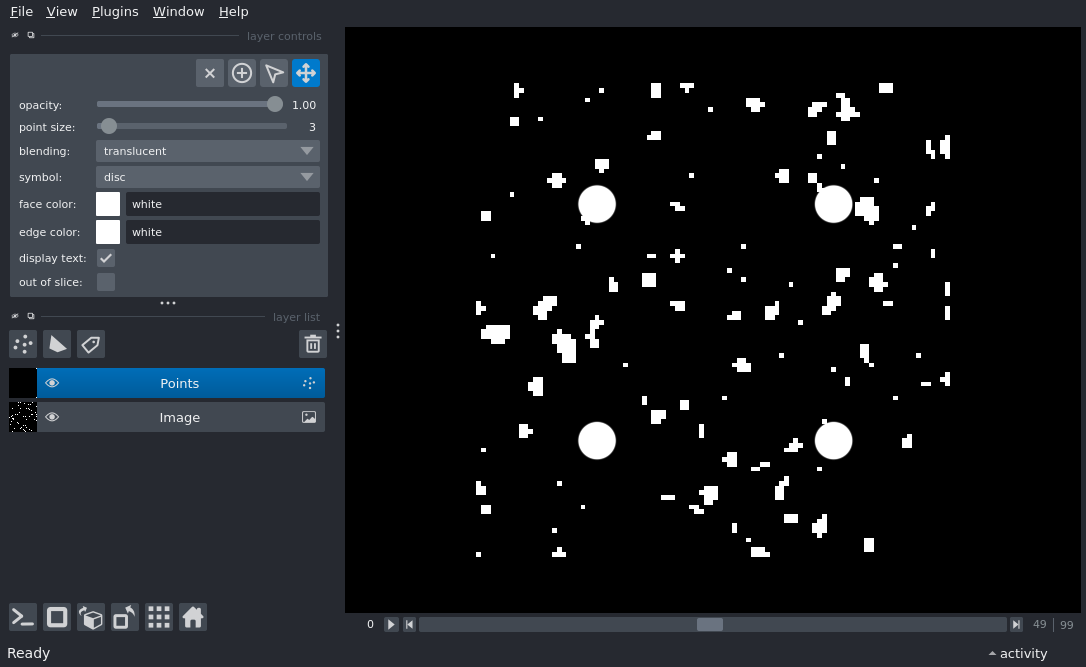 File View Plugins Window Help
layer controls
opacity: 1.00
point size: 3
blending: translucent
symbol: disc
face color: white
edge color: white
display text:
out of slice:
layer list
Points
Image
0 49 | 99
Ready activity